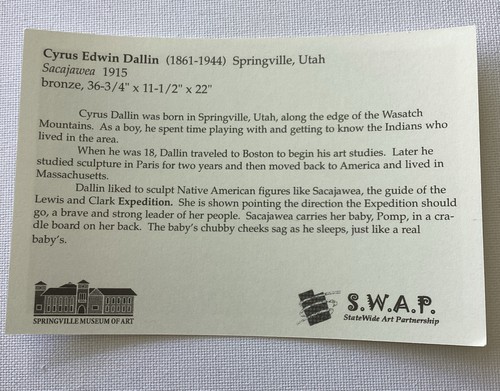 Cyrus Edwin Dallin (1861-1944) Springville, Utah
Sacajawea 1915
bronze, 36-3/4" x 11-1/2" x 22"
Cyrus Dallin was born in Springville, Utah, along the edge of the Wasatch
Mountains. As a boy, he spent time playing with and getting to know the Indians who
lived in the area.
When he was 18, Dallin traveled to Boston to begin his art studies. Later he
studied sculpture in Paris for two years and then moved back to America and lived in
Massachusetts.
Dallin liked to sculpt Native American figures like Sacajawea, the guide of the
Lewis and Clark Expedition. She is shown pointing the direction the Expedition should
go, a brave and strong leader of her people. Sacajawea carries her baby, Pomp, in a cra-
dle board on her back. The baby's chubby cheeks sag as he sleeps, just like a real
baby's.
SPRINGVILLE MUSEUM OF ART
S.W.A.P.
StateWide Art Partnership